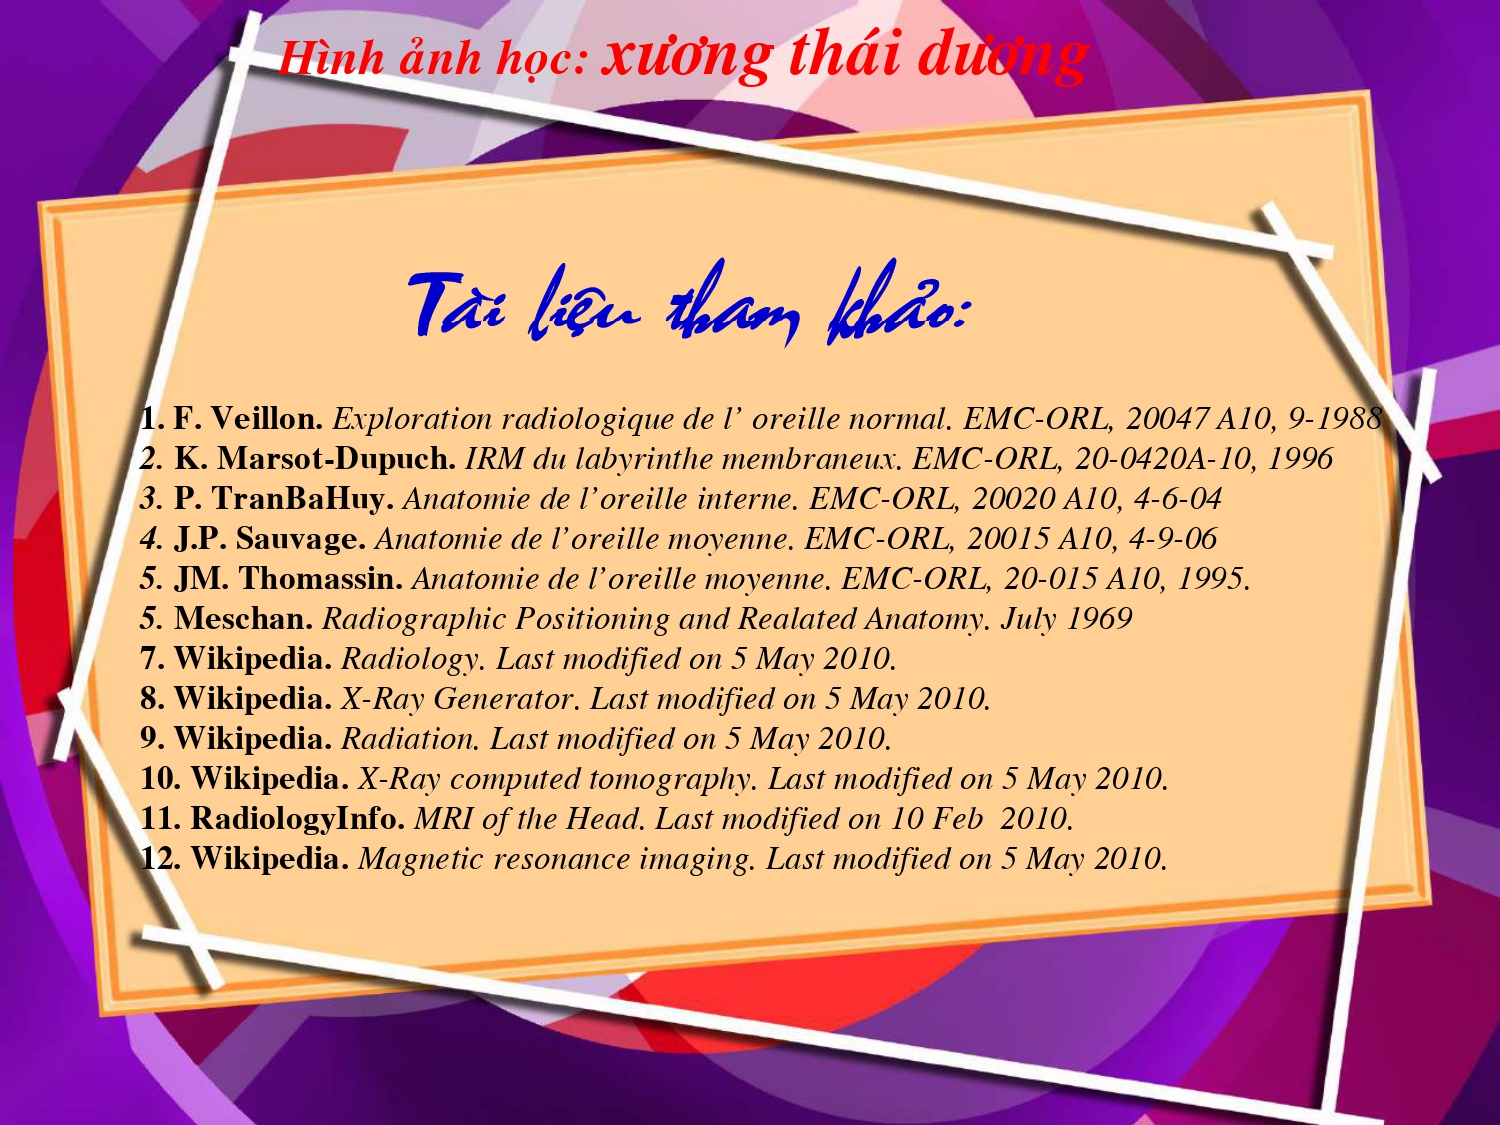 Hình ảnh học: xương thái dương
Tài liệu tham khảo:
1. F. Veillon. Exploration radiologique de l’ oreille normal. EMC-ORL, 20047 A10, 9-1988
2. K. Marsot-Dupuch. IRM du labyrinthe membraneux. EMC-ORL, 20-0420A-10, 1996
3. P. TranBaHuy. Anatomie de l’oreille interne. EMC-ORL, 20020 A10, 4-6-04
4. J.P. Sauvage. Anatomie de l’oreille moyenne. EMC-ORL, 20015 A10, 4-9-06
5. JM. Thomassin. Anatomie de l’oreille moyenne. EMC-ORL, 20-015 A10, 1995.
5. Meschan. Radiographic Positioning and Realated Anatomy. July 1969
7. Wikipedia. Radiology. Last modified on 5 May 2010.
8. Wikipedia. X-Ray Generator. Last modified on 5 May 2010.
9. Wikipedia. Radiation. Last modified on 5 May 2010.
10. Wikipedia. X-Ray computed tomography. Last modified on 5 May 2010.
11. RadiologyInfo. MRI of the Head. Last modified on 10 Feb  2010.
12. Wikipedia. Magnetic resonance imaging. Last modified on 5 May 2010.